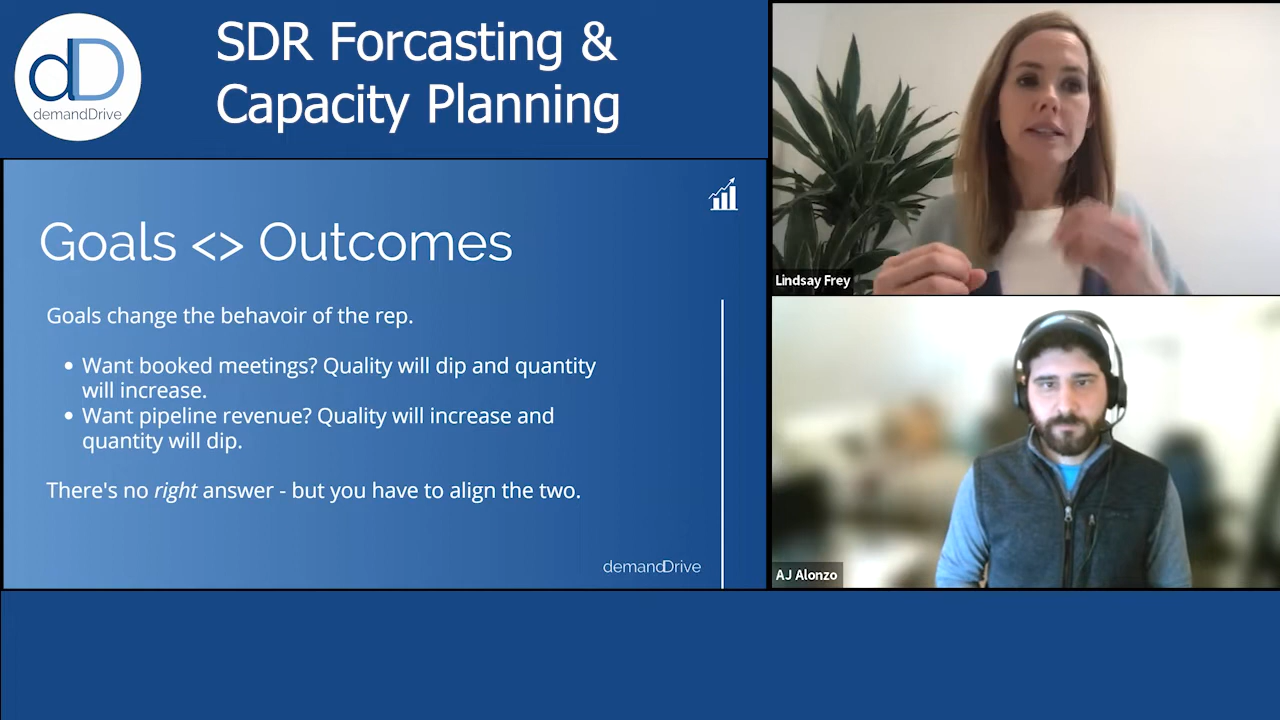 dD
demandDrive
SDR Forcasting &
Capacity Planning
Goals <> Outcomes
Goals change the behavoir of the rep.
• Want booked meetings? Quality will dip and quantity
will increase.
• Want pipeline revenue? Quality will increase and
quantity will dip.
There's no right answer - but you have to align the two.
demandDrive
Lindsay Frey
AJ Alonzo